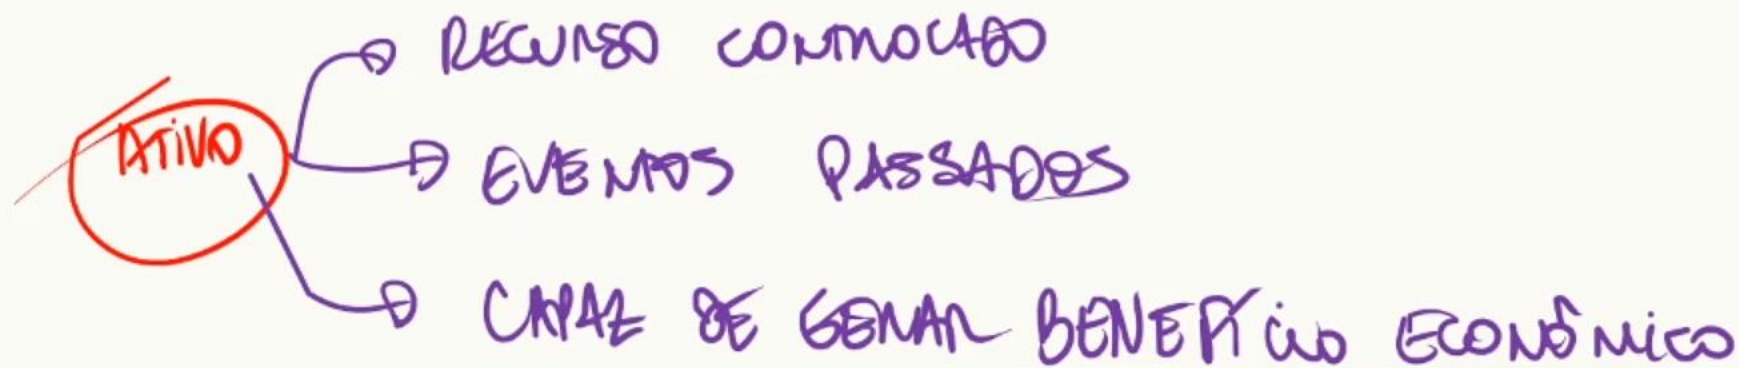 RECURSO CONTROLADO
ATIVO
EVENTOS PASSADOS
CAPAZ DE GERAR BENEFÍCIO ECONÔMICO